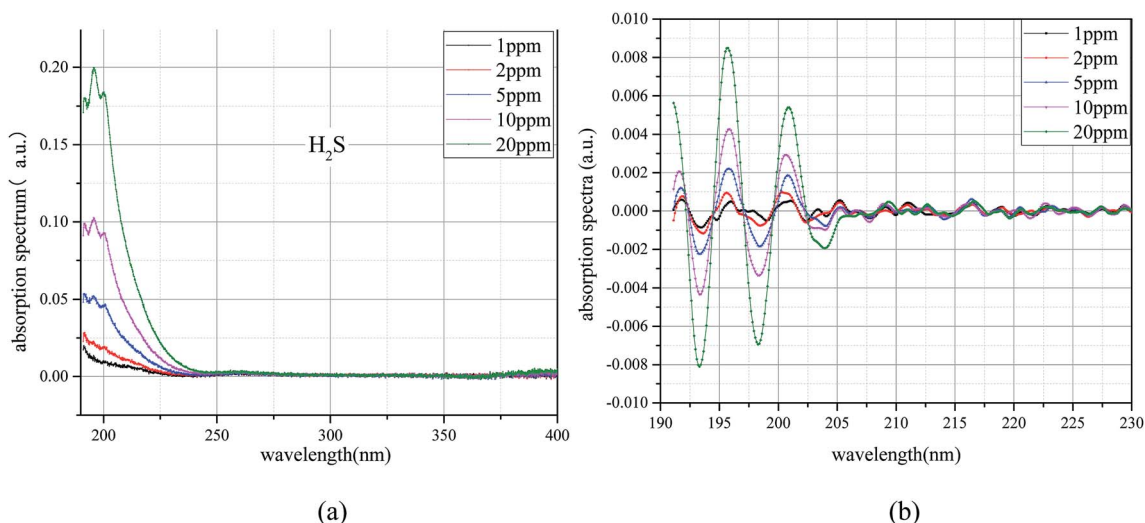 absorption spectrum( a.u.)
0.20
0.15
0.10
0.05
0.00
200
250
300
350
400
wavelength(nm)
H₂S
1ppm
2ppm
5ppm
10ppm
20ppm
(a)
absorption spectra (a.u.)
0.010
0.008
0.006
0.004
0.002
0.000
-0.002
-0.004
-0.006
-0.008
-0.010
190
195
200
205
210
215
220
225
230
wavelength(nm)
1ppm
2ppm
5ppm
10ppm
20ppm
(b)